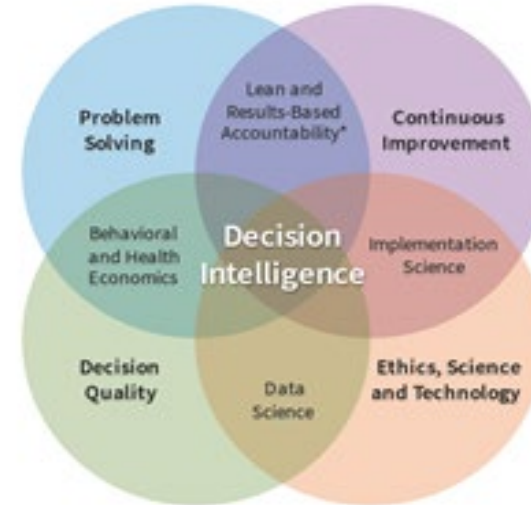 Lean and
Results-Based
Accountability*
Problem
Solving
Continuous
Improvement
Behavioral
and Health
Economics
Decision
Intelligence
Implementation
Science
Decision
Quality
Data
Science
Ethics, Science
and Technology